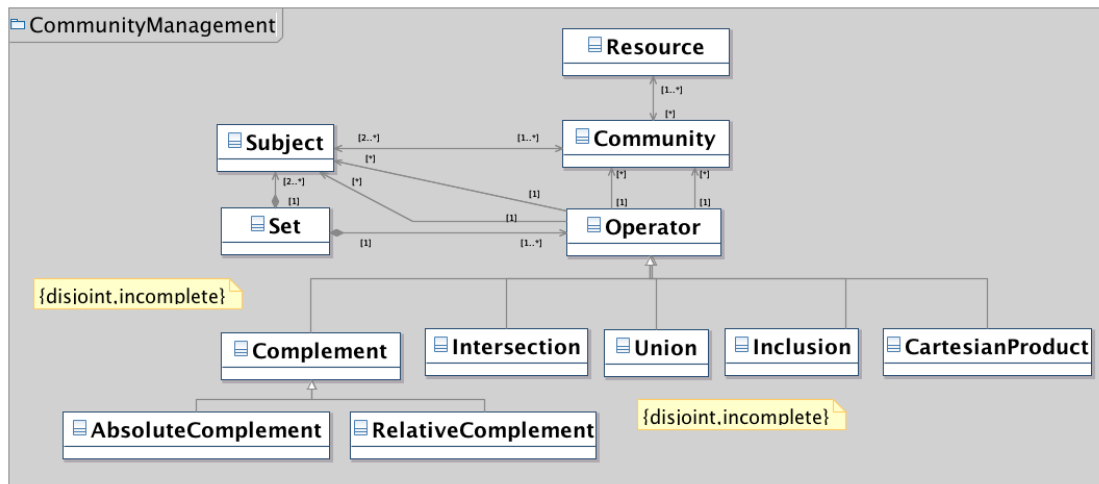 CommunityManagement
Resource
[1..*]
[*]
Subject
[2..*]
[1..*]
Community
[*]
[*]
[*]
[*]
[2..*]
[1]
[1]
[1]
[1]
[1]
Set
[1]
[1..*]
Operator
{disjoint,incomplete}
Complement
Intersection
Union
Inclusion
CartesianProduct
{disjoint,incomplete}
AbsoluteComplement
RelativeComplement